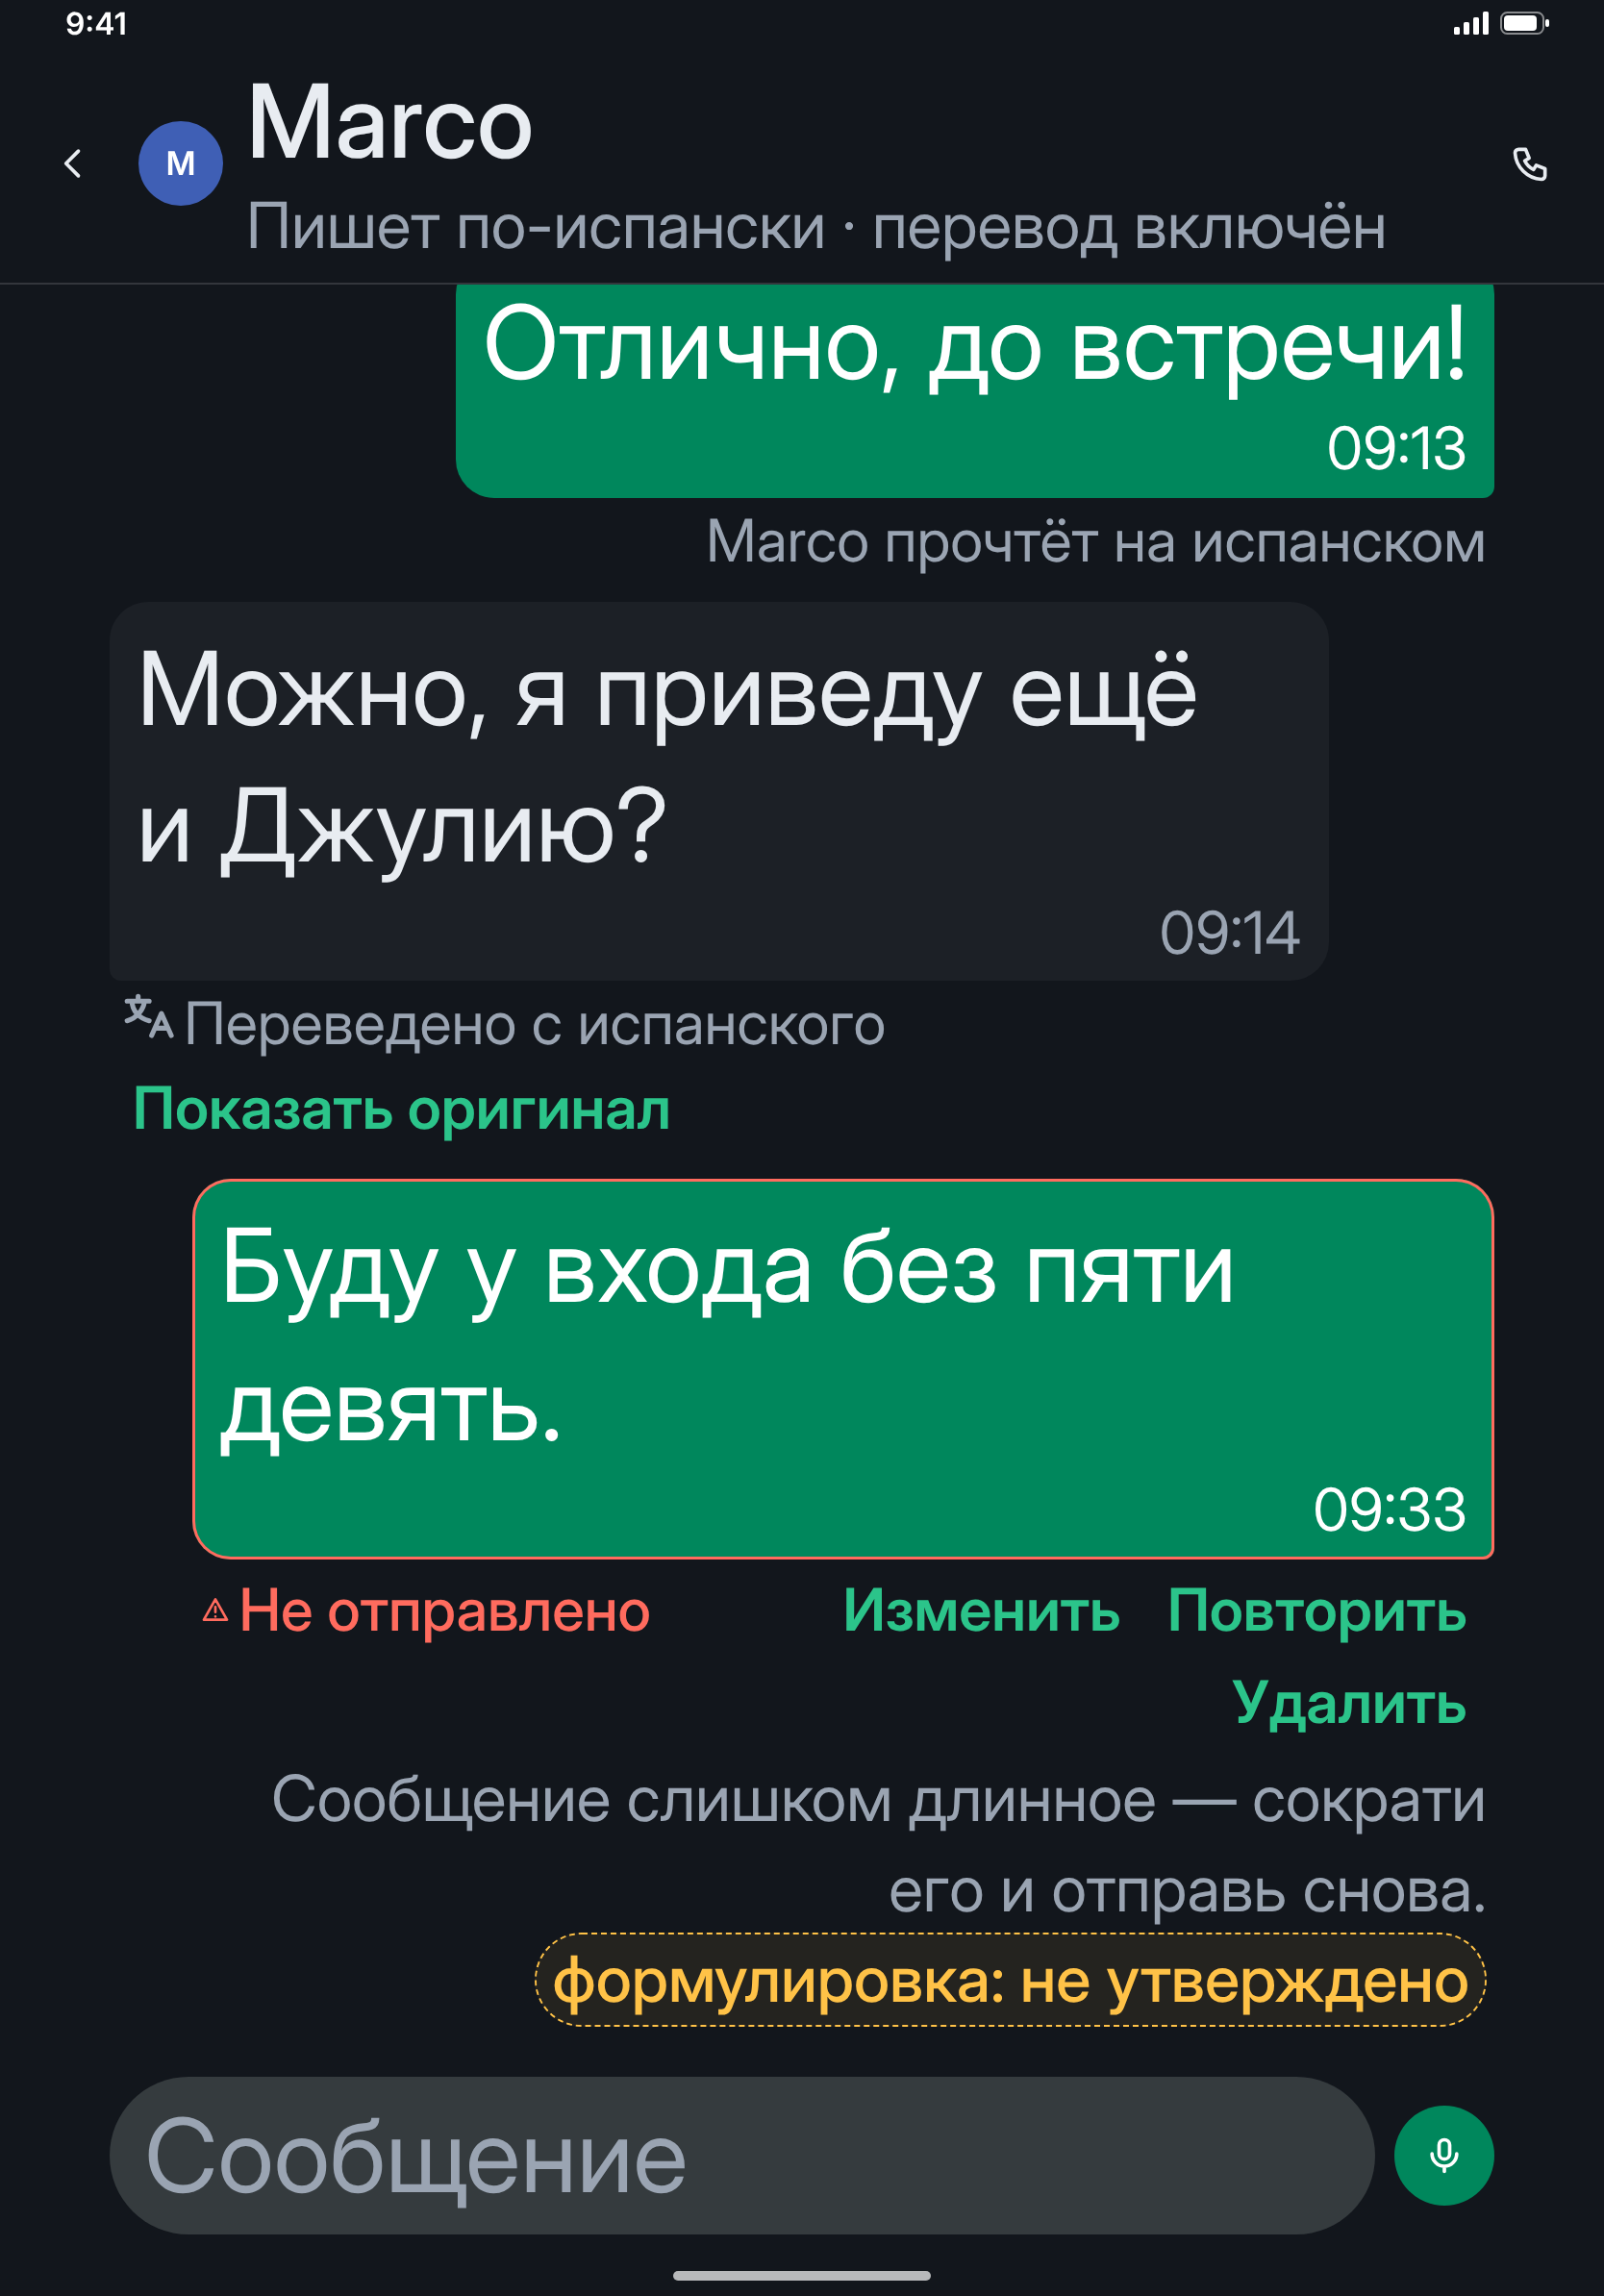 9:41
M
Marco
Пишет по-испански · перевод включён
Отлично, до встречи!
09:13
Marco прочтёт на испанском
Можно, я приведу ещё
и Джулию?
09:14
Переведено с испанского
Показать оригинал
Буду у входа без пяти
девять.
09:33
Не отправлено Изменить Повторить
Удалить
Сообщение слишком длинное — сократи
его и отправь снова.
формулировка: не утверждено
Сообщение